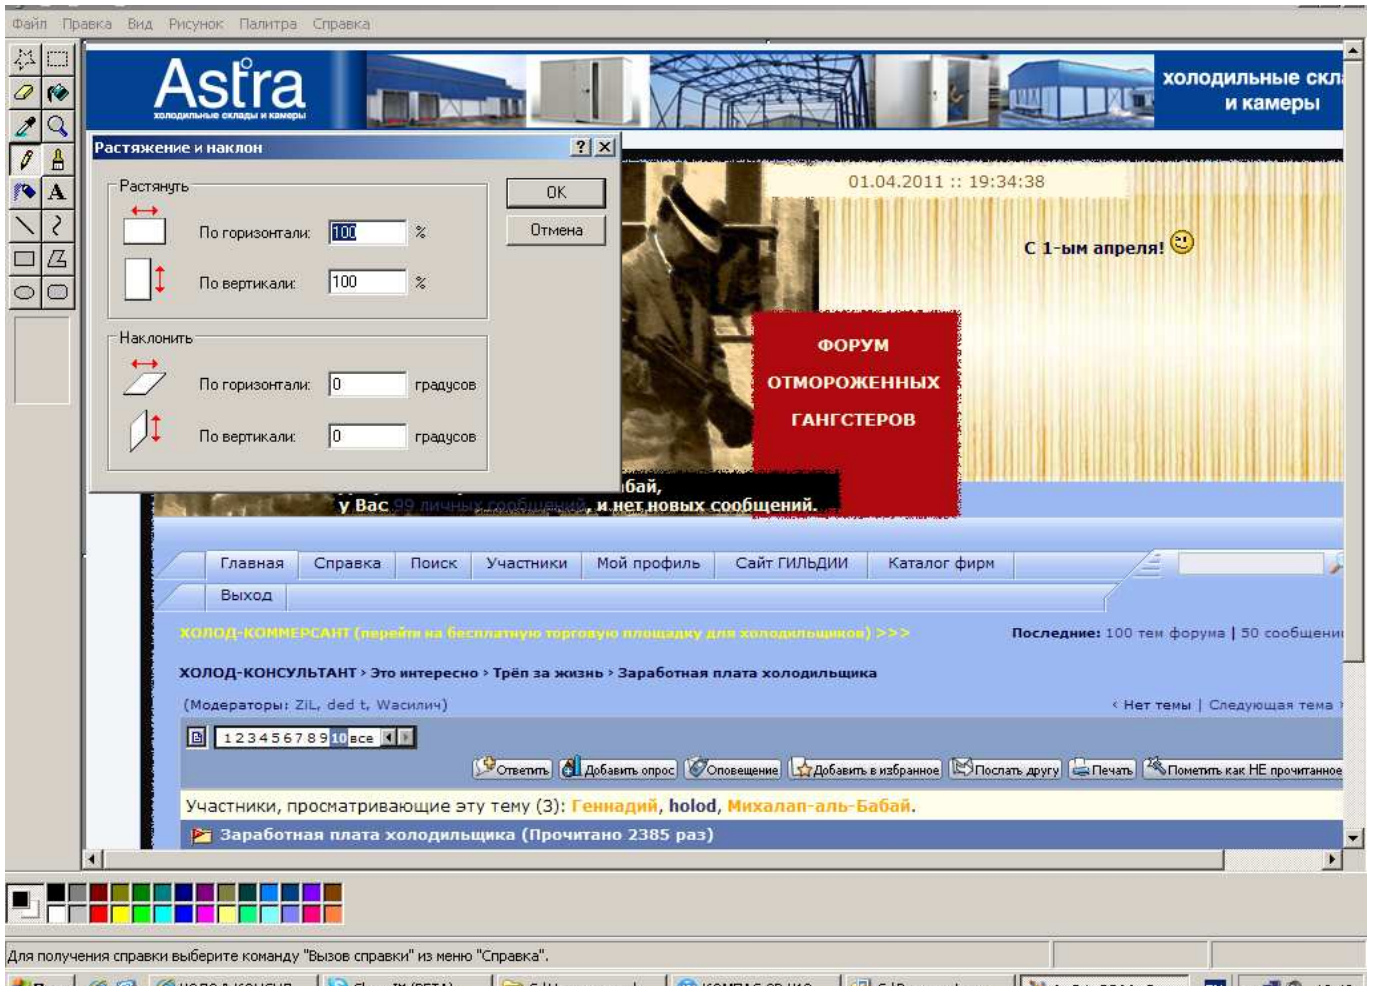 Файл Правка Вид Рисунок Палитра Справка
Astra
холодильные склады и камеры
холодильные скл
и камеры
Растяжение и наклон
Растянуть
По горизонтали: 100 %
По вертикали: 100 %
Наклонить
По горизонтали: 0 градусов
По вертикали: 0 градусов
OK
Отмена
01.04.2011 :: 19:34:38
С 1-ым апреля!
ФОРУМ
ОТМОРОЖЕННЫХ
ГАНГСТЕРОВ
бай,
у Вас 99 личных сообщений, и нет новых сообщений.
Главная Справка Поиск Участники Мой профиль Сайт ГИЛЬДИИ Каталог фирм
Выход
ХОЛОД-КОММЕРСАНТ (перейти на бесплатную торговую площадку для холодильщиков) >>>
Последние: 100 тем форума | 50 сообщени
ХОЛОД-КОНСУЛЬТАНТ › Это интересно › Трёп за жизнь › Заработная плата холодильщика
(Модераторы: ZiL, ded t, Wасилич)
‹ Нет темы | Следующая тема ›
1 2 3 4 5 6 7 8 9 10 все
Ответить Добавить опрос Оповещение Добавить в избранное Послать другу Печать Пометить как НЕ прочитанное
Участники, просматривающие эту тему (3): Геннадий, holod, Михалап-аль-Бабай.
Заработная плата холодильщика (Прочитано 2385 раз)
Для получения справки выберите команду "Вызов справки" из меню "Справка".